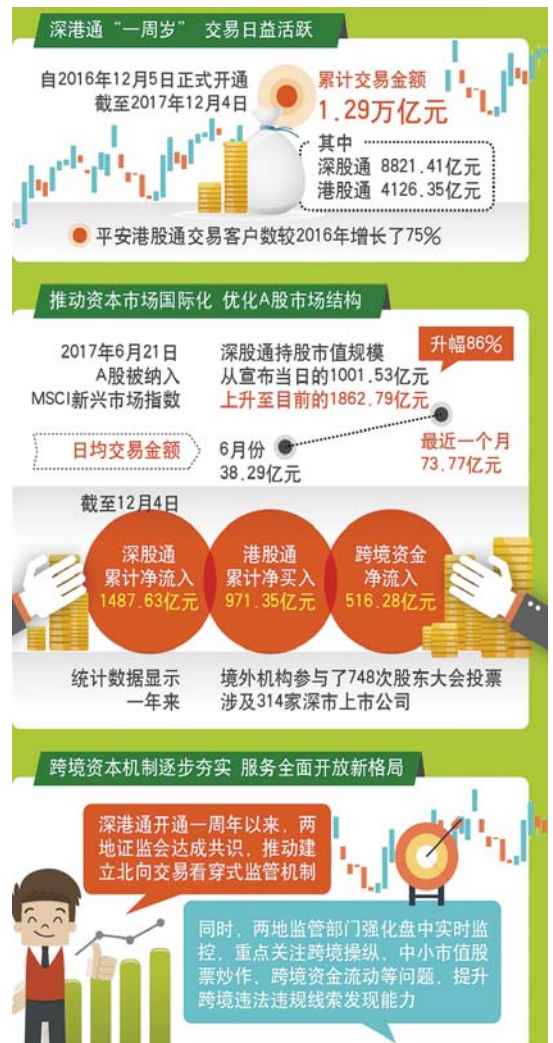 深港通“一周岁” 交易日益活跃
自2016年12月5日正式开通
截至2017年12月4日
累计交易金额
1.29万亿元
其中
深股通 8821.41亿元
港股通 4126.35亿元
平安港股通交易客户数较2016年增长了75%
推动资本市场国际化 优化A股市场结构
2017年6月21日
A股被纳入
MSCI新兴市场指数
深股通持股市值规模
从宣布当日的1001.53亿元
上升至目前的1862.79亿元
升幅86%
日均交易金额
6月份
38.29亿元
最近一个月
73.77亿元
截至12月4日
深股通
累计净流入
1487.63亿元
港股通
累计净买入
971.35亿元
跨境资金
净流入
516.28亿元
统计数据显示
一年来
境外机构参与了748次股东大会投票
涉及314家深市上市公司
跨境资本机制逐步夯实 服务全面开放新格局
深港通开通一周年以来，两
地证监会达成共识，推动建
立北向交易看穿式监管机制
同时，两地监管部门强化盘中实时监
控，重点关注跨境操纵、中小市值股
票炒作、跨境资金流动等问题，提升
跨境违法违规线索发现能力